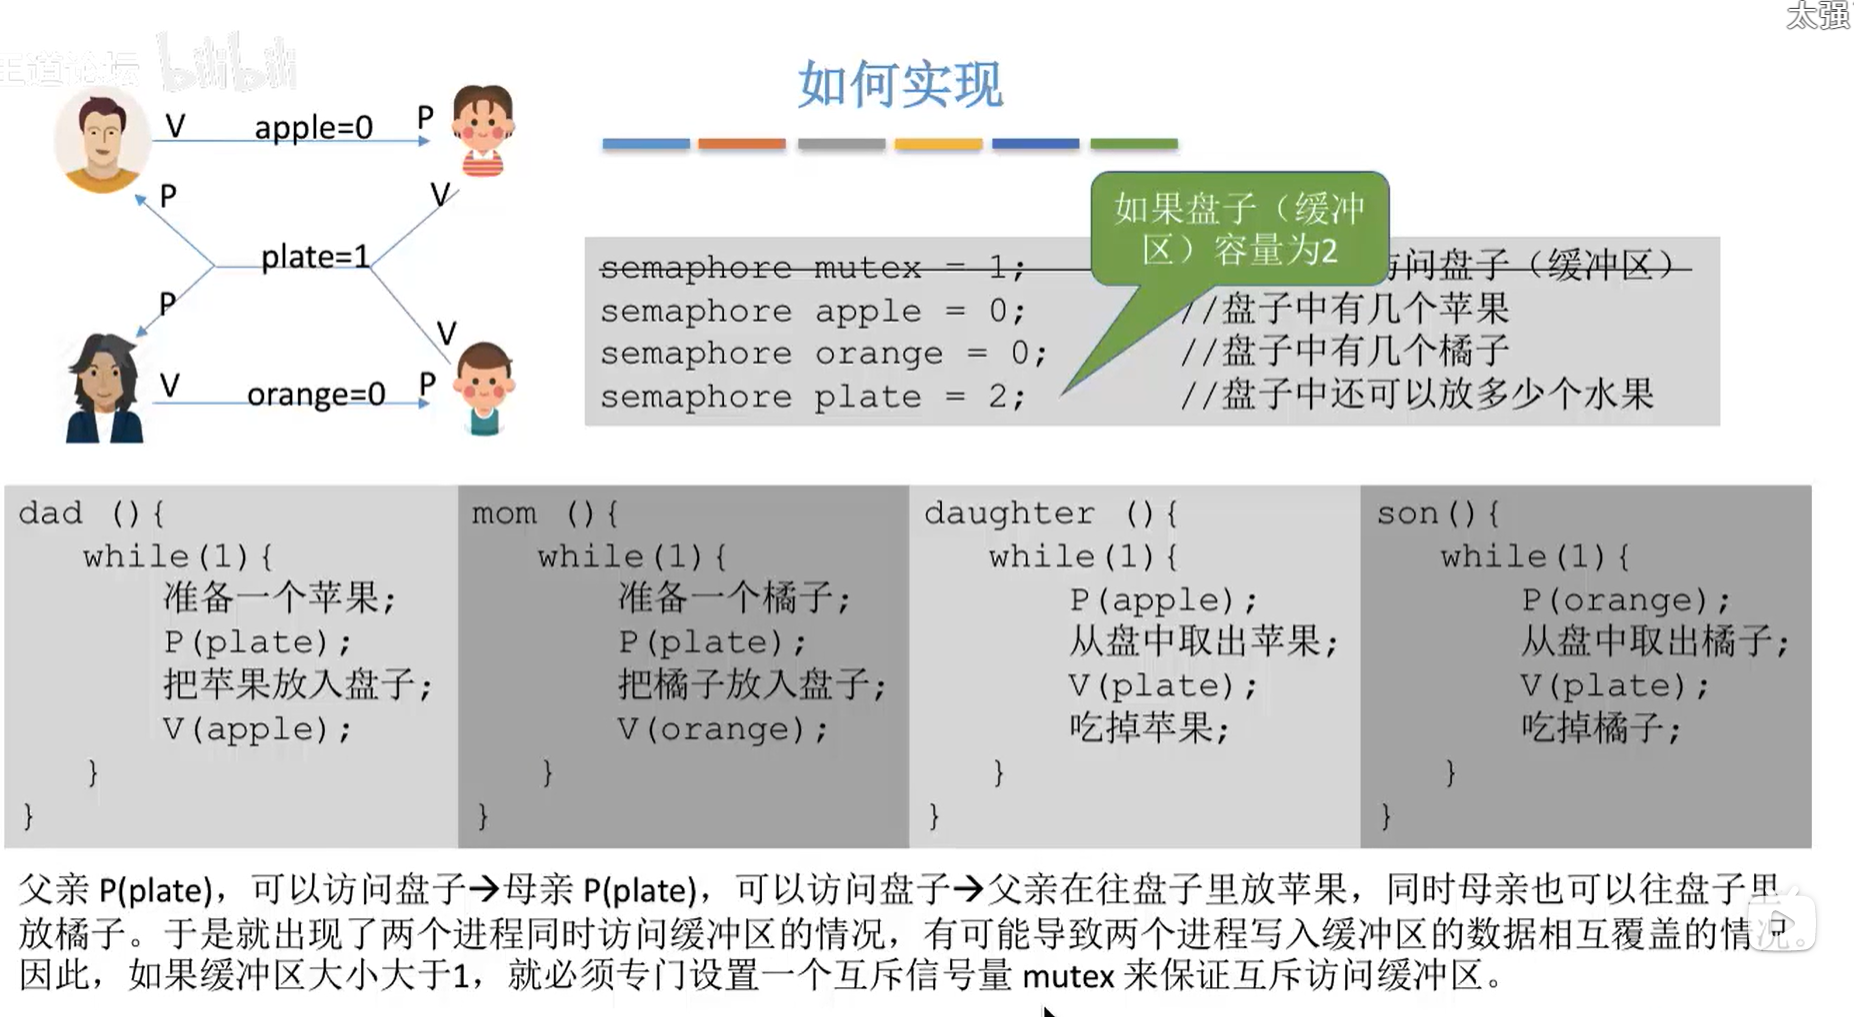 太强
王道论坛 bilibili
如何实现
V apple=0 P
P V
plate=1
P V
V orange=0 P
如果盘子（缓冲
区）容量为2
semaphore mutex = 1; 问盘子（缓冲区）
semaphore apple = 0; //盘子中有几个苹果
semaphore orange = 0; //盘子中有几个橘子
semaphore plate = 2; //盘子中还可以放多少个水果
dad (){
while(1){
准备一个苹果;
P(plate);
把苹果放入盘子;
V(apple);
}
}
mom (){
while(1){
准备一个橘子;
P(plate);
把橘子放入盘子;
V(orange);
}
}
daughter (){
while(1){
P(apple);
从盘中取出苹果;
V(plate);
吃掉苹果;
}
}
son(){
while(1){
P(orange);
从盘中取出橘子;
V(plate);
吃掉橘子;
}
}
父亲 P(plate)，可以访问盘子→母亲 P(plate)，可以访问盘子→父亲在往盘子里放苹果，同时母亲也可以往盘子里
放橘子。于是就出现了两个进程同时访问缓冲区的情况，有可能导致两个进程写入缓冲区的数据相互覆盖的情况。
因此，如果缓冲区大小大于1，就必须专门设置一个互斥信号量 mutex 来保证互斥访问缓冲区。